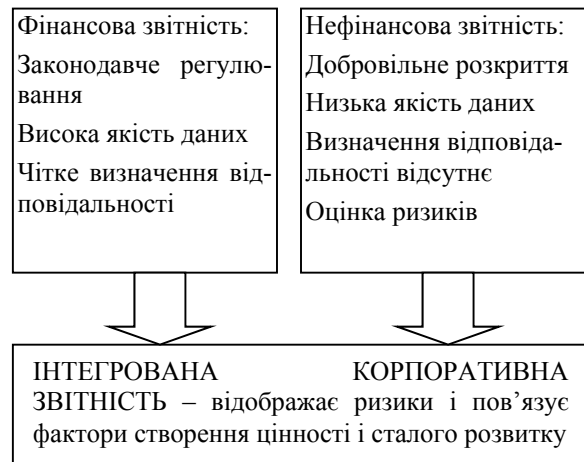 Фінансова звітність:
Законодавче регулю-
вання
Висока якість даних
Чітке визначення від-
повідальності
Нефінансова звітність:
Добровільне розкриття
Низька якість даних
Визначення відповіда-
льності відсутнє
Оцінка ризиків
ІНТЕГРОВАНА КОРПОРАТИВНА
ЗВІТНІСТЬ – відображає ризики і пов’язує
фактори створення цінності і сталого розвитку